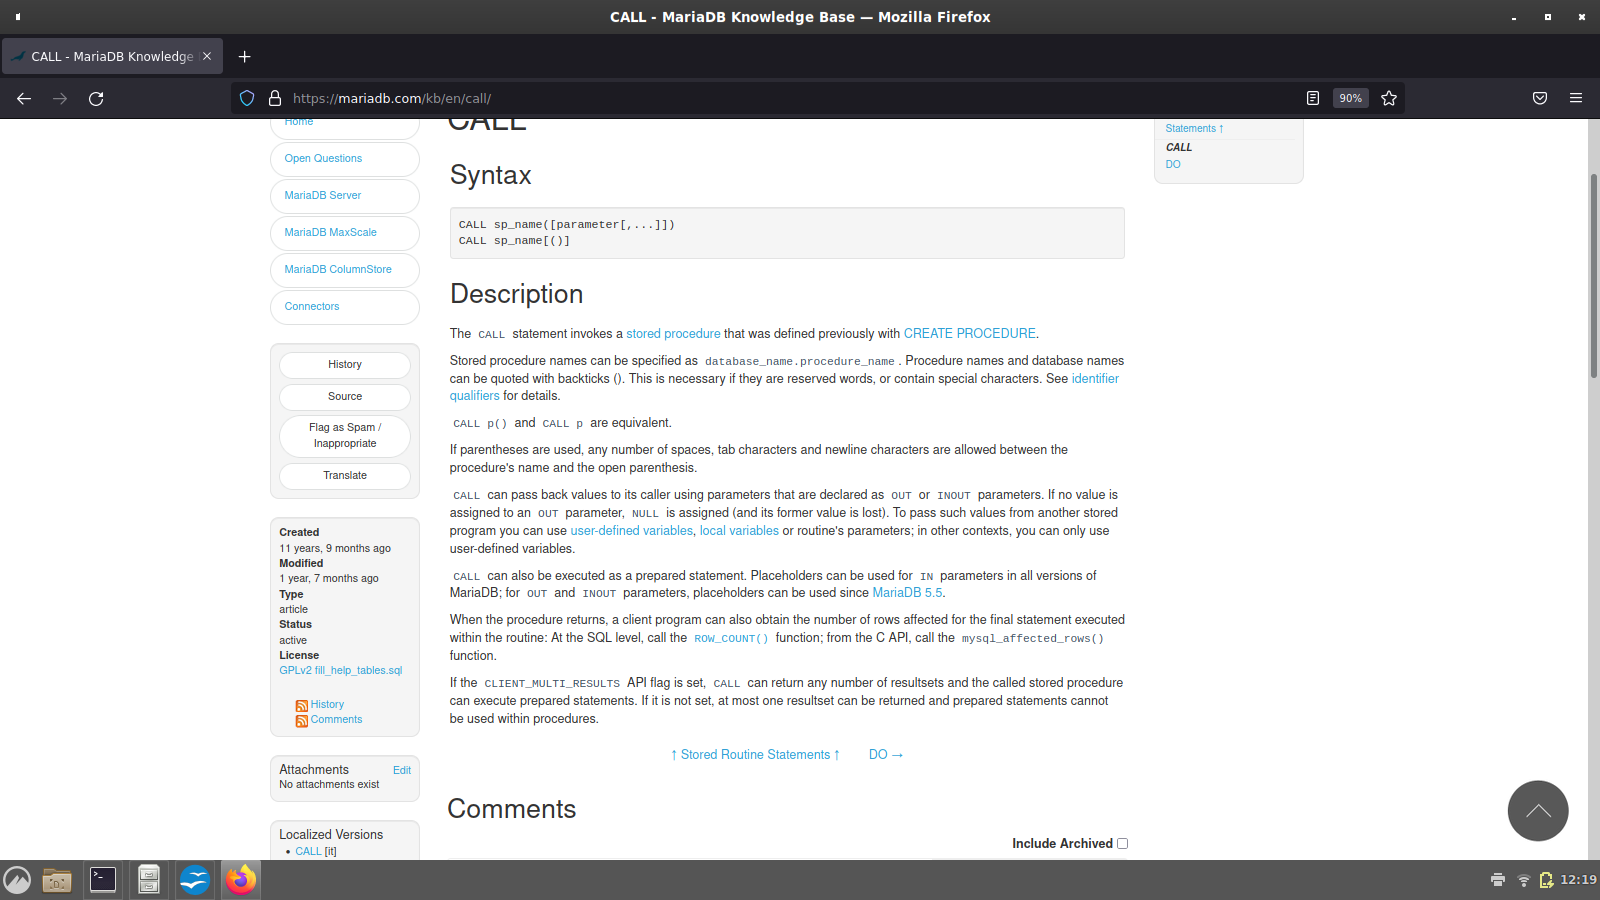 CALL - MariaDB Knowledge Base — Mozilla Firefox
CALL - MariaDB Knowledge
https://mariadb.com/kb/en/call/
90%
Home
Open Questions
MariaDB Server
MariaDB MaxScale
MariaDB ColumnStore
Connectors
History
Source
Flag as Spam /
Inappropriate
Translate
Created
11 years, 9 months ago
Modified
1 year, 7 months ago
Type
article
Status
active
License
GPLv2 fill_help_tables.sql
History
Comments
Attachments Edit
No attachments exist
Localized Versions
• CALL [it]
CALL
Syntax
CALL sp_name([parameter[,...]])
CALL sp_name[()]
Description
The CALL statement invokes a stored procedure that was defined previously with CREATE PROCEDURE.
Stored procedure names can be specified as database_name.procedure_name. Procedure names and database names
can be quoted with backticks (). This is necessary if they are reserved words, or contain special characters. See identifier
qualifiers for details.
CALL p() and CALL p are equivalent.
If parentheses are used, any number of spaces, tab characters and newline characters are allowed between the
procedure's name and the open parenthesis.
CALL can pass back values to its caller using parameters that are declared as OUT or INOUT parameters. If no value is
assigned to an OUT parameter, NULL is assigned (and its former value is lost). To pass such values from another stored
program you can use user-defined variables, local variables or routine's parameters; in other contexts, you can only use
user-defined variables.
CALL can also be executed as a prepared statement. Placeholders can be used for IN parameters in all versions of
MariaDB; for OUT and INOUT parameters, placeholders can be used since MariaDB 5.5.
When the procedure returns, a client program can also obtain the number of rows affected for the final statement executed
within the routine: At the SQL level, call the ROW_COUNT() function; from the C API, call the mysql_affected_rows()
function.
If the CLIENT_MULTI_RESULTS API flag is set, CALL can return any number of resultsets and the called stored procedure
can execute prepared statements. If it is not set, at most one resultset can be returned and prepared statements cannot
be used within procedures.
↑ Stored Routine Statements ↑ DO →
Comments
Include Archived
Statements ↑
CALL
DO
12:19